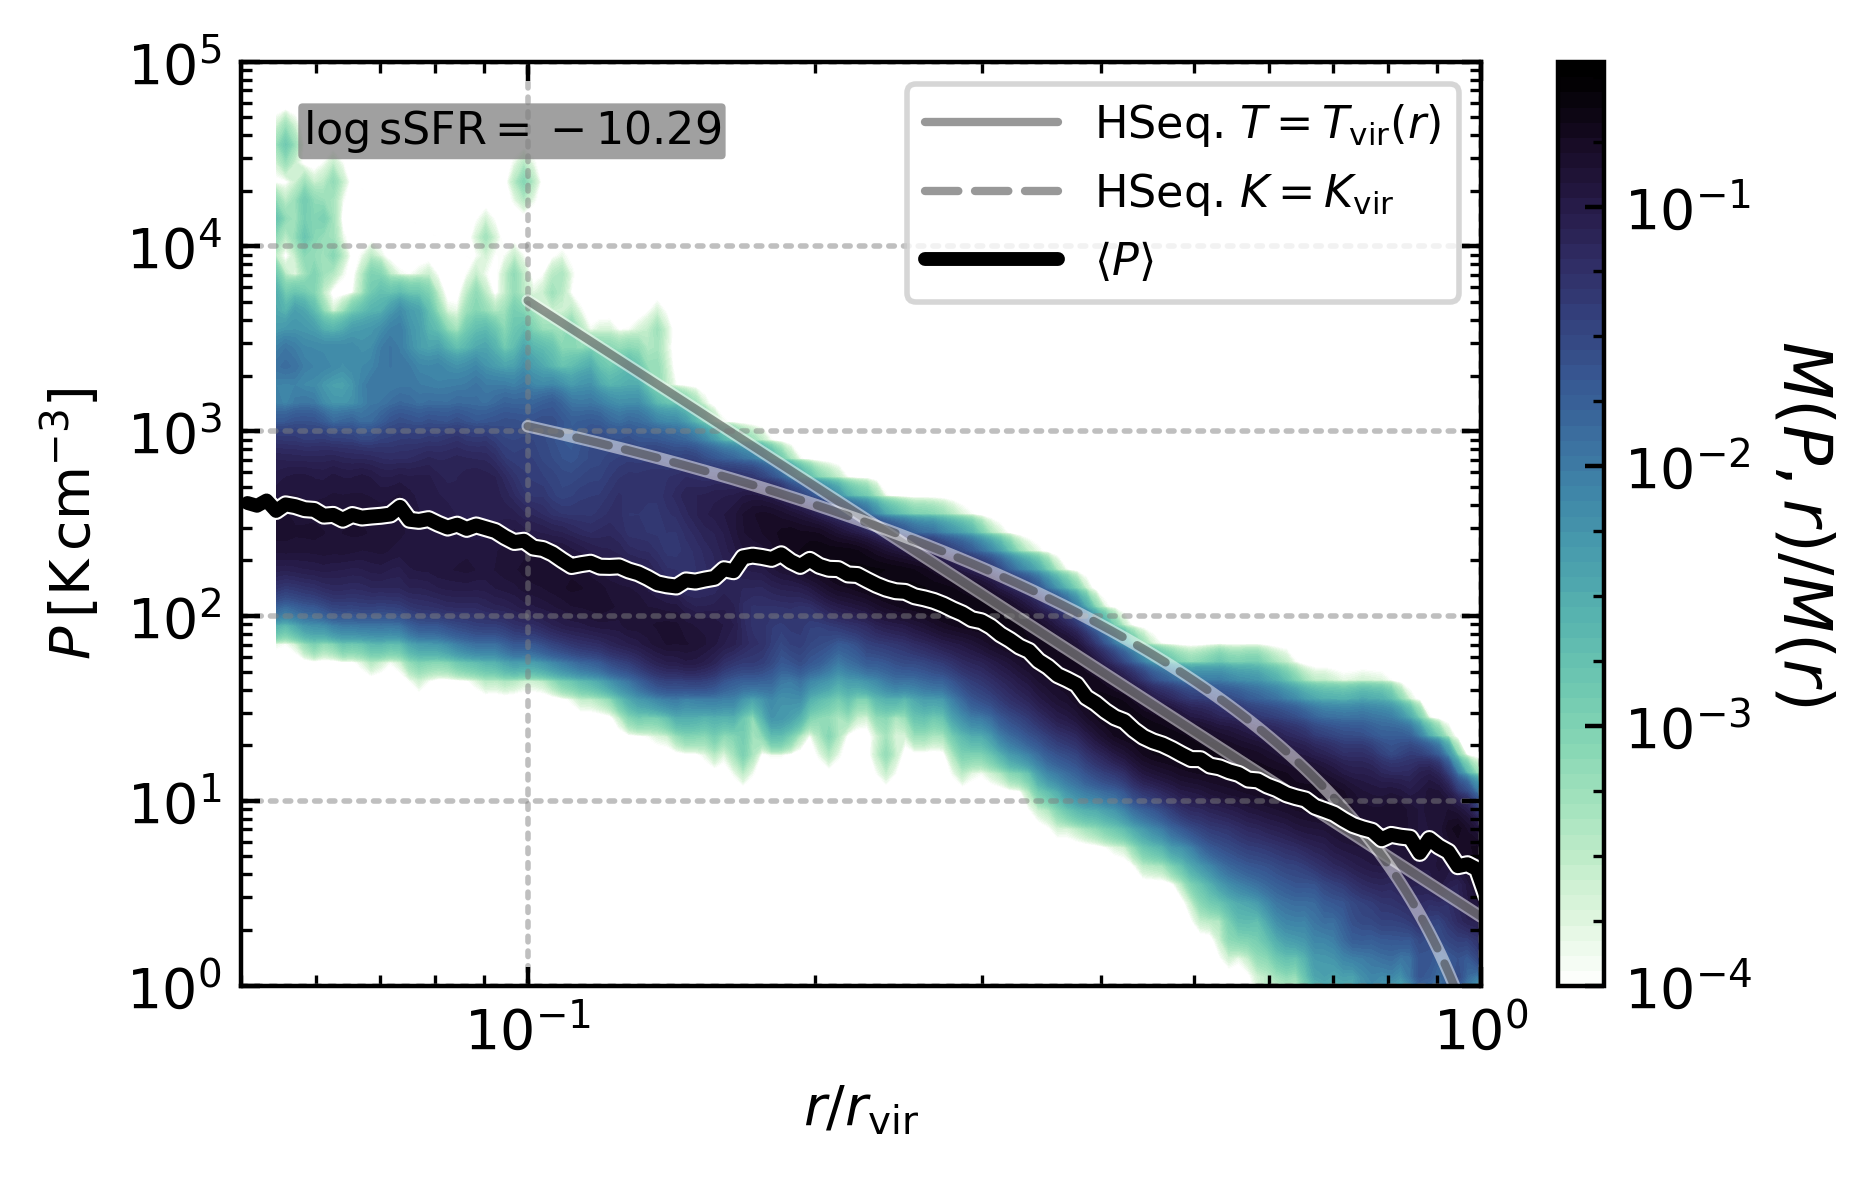 log sSFR = − 10.29
HSeq. T = T_vir(r)
HSeq. K = K_vir
⟨P⟩
10^5
10^4
10^3
10^2
10^1
10^0
P [K cm^−3]
10^−1
10^0
r/r_vir
10^−1
10^−2
10^−3
10^−4
M(P, r)/M(r)